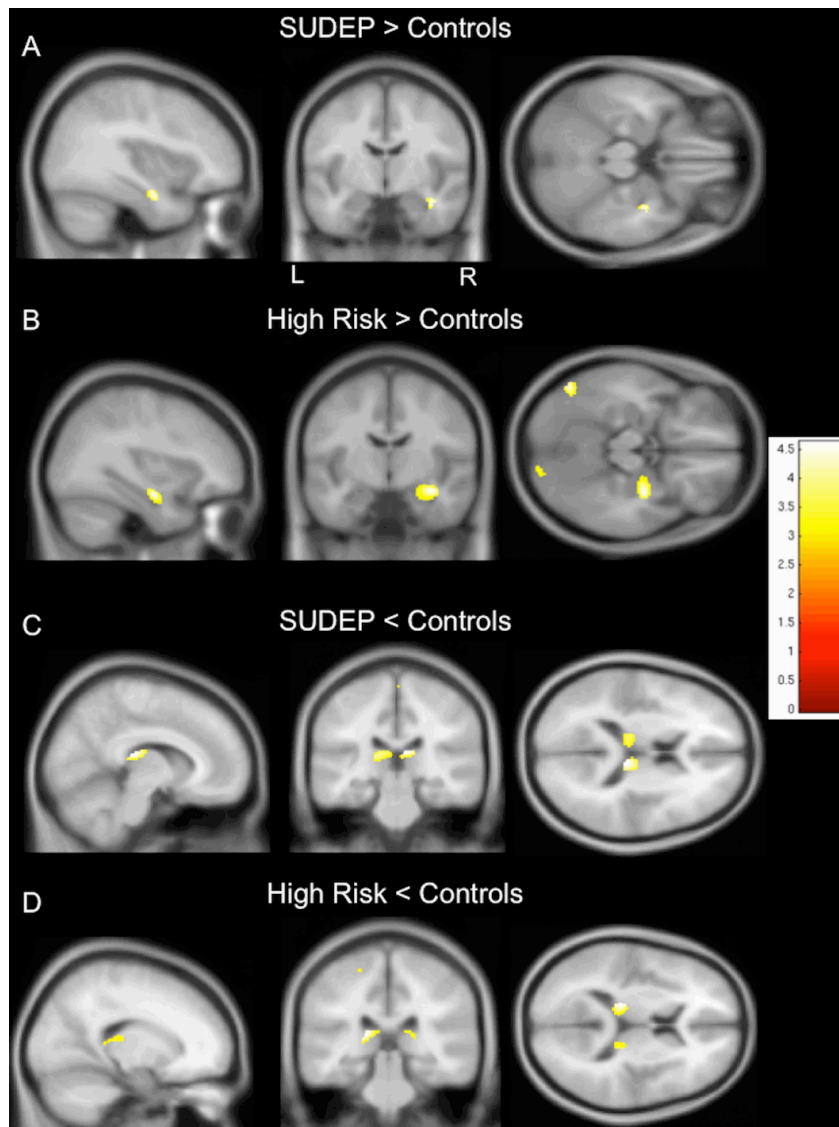 A
SUDEP > Controls
L
R
B
High Risk > Controls
4.5
4
3.5
3
2.5
2
1.5
1
0.5
0
C
SUDEP < Controls
D
High Risk < Controls